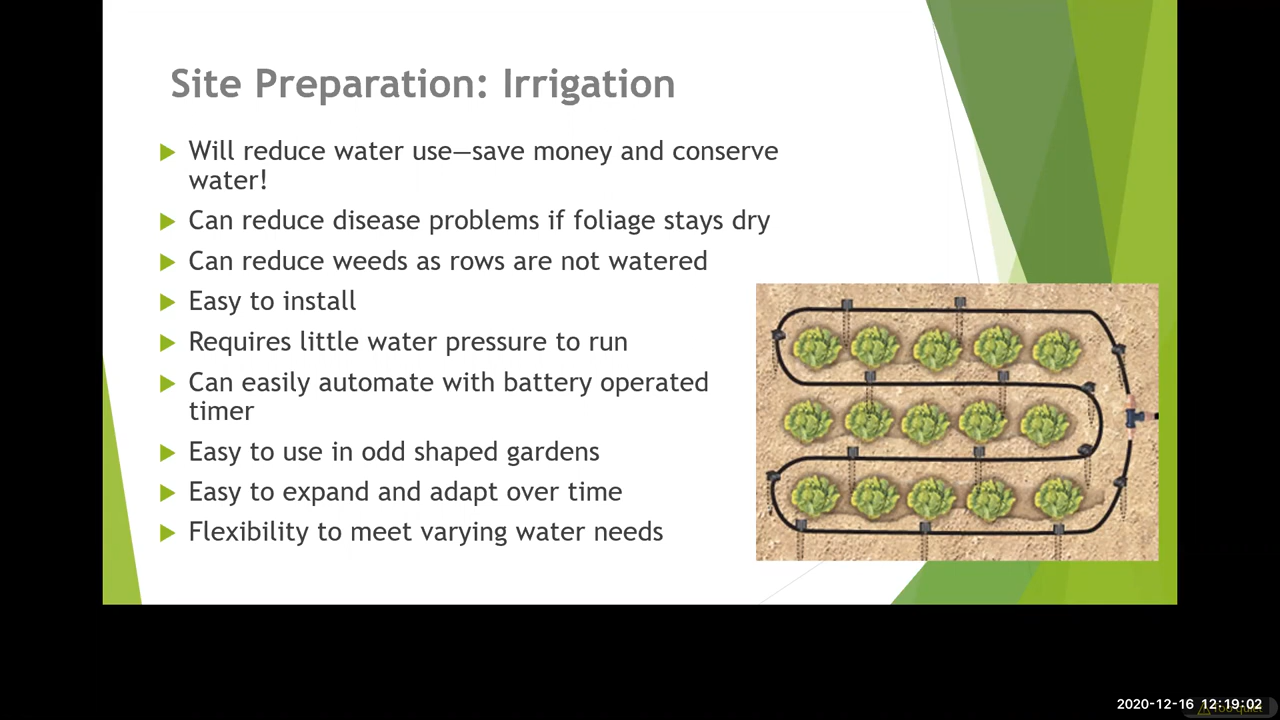 Site Preparation: Irrigation
Will reduce water use—save money and conserve
water!
Can reduce disease problems if foliage stays dry
Can reduce weeds as rows are not watered
Easy to install
Requires little water pressure to run
Can easily automate with battery operated
timer
Easy to use in odd shaped gardens
Easy to expand and adapt over time
Flexibility to meet varying water needs
2020-12-16 12:19:02